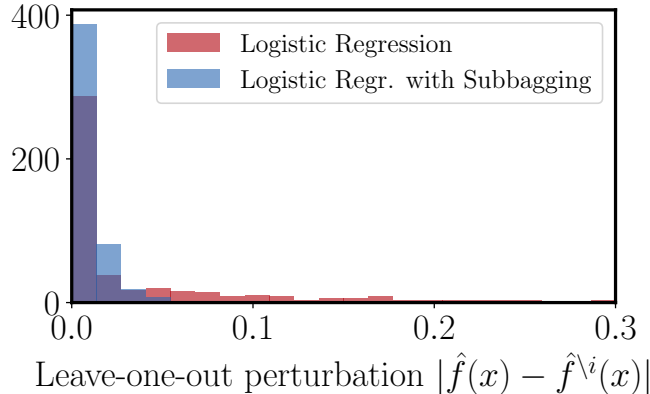 400
200
0
Logistic Regression
Logistic Regr. with Subbagging
0.0 0.1 0.2 0.3
Leave-one-out perturbation |f̂(x) − f̂^{\i}(x)|